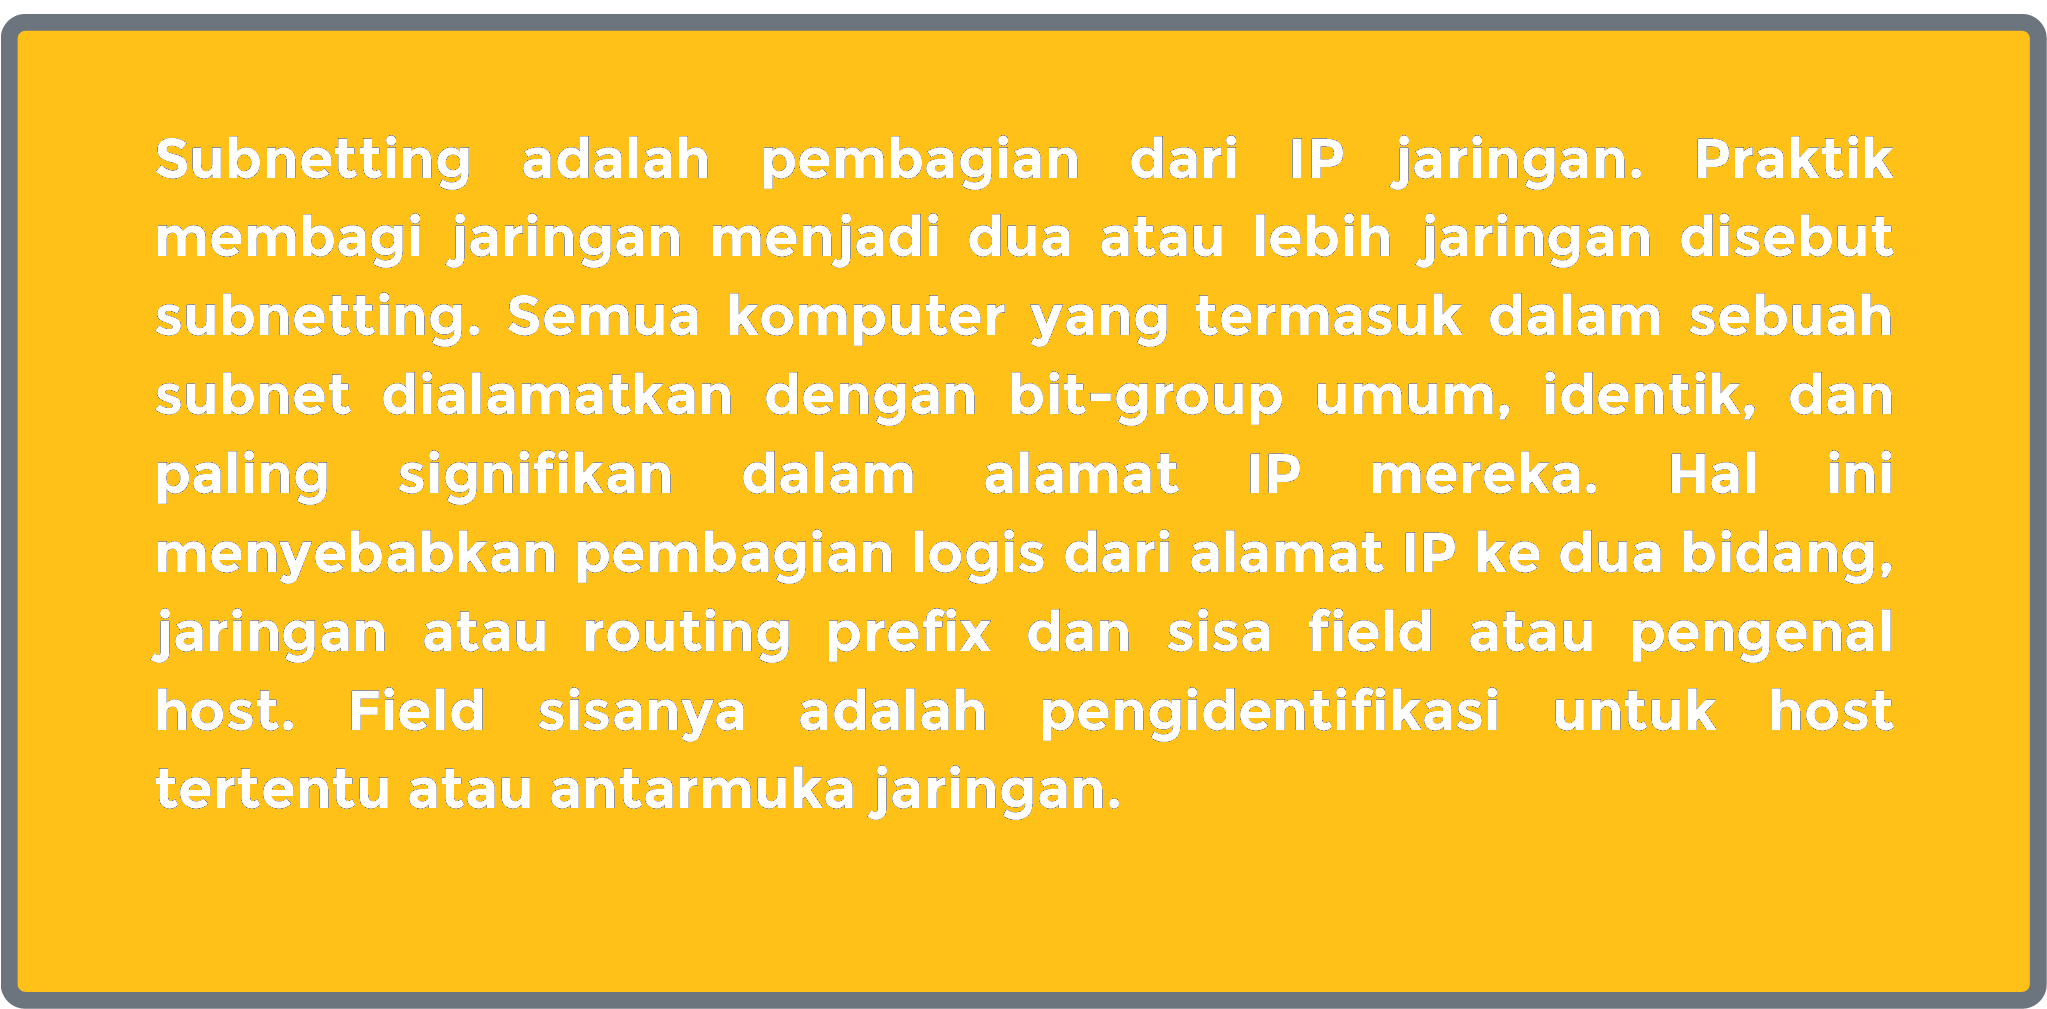 Subnetting adalah pembagian dari IP jaringan. Praktik
membagi jaringan menjadi dua atau lebih jaringan disebut
subnetting. Semua komputer yang termasuk dalam sebuah
subnet dialamatkan dengan bit-group umum, identik, dan
paling signifikan dalam alamat IP mereka. Hal ini
menyebabkan pembagian logis dari alamat IP ke dua bidang,
jaringan atau routing prefix dan sisa field atau pengenal
host. Field sisanya adalah pengidentifikasi untuk host
tertentu atau antarmuka jaringan.